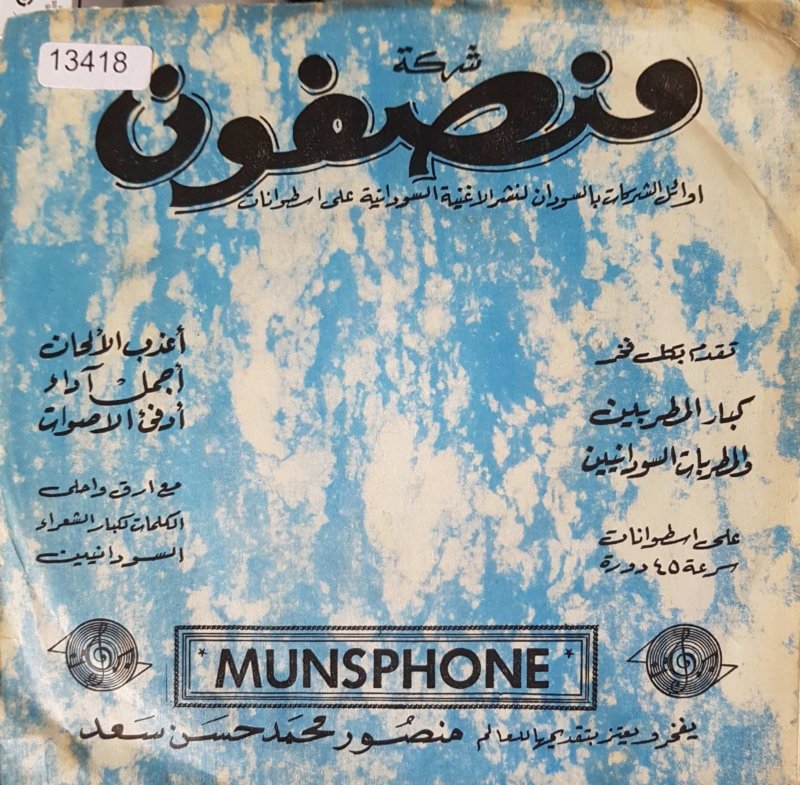 13418
شركة
منصفون
اوائل الشركات بالسودان لنشر الاغنية السودانية على اسطوانات
تقدم بكل فخر
كبار المطربين
والمطربات السودانيين
على اسطوانات
سرعة ٤٥ دورة
أعذب الألحان
أجمل آداء
أدفئ الاصوات
مع ارق واحلى
الكلمات لكبار الشعراء
السودانيين
MUNSPHONE
يفخر ويعتز بتقديمها للعالم منصور محمد حسن سعد